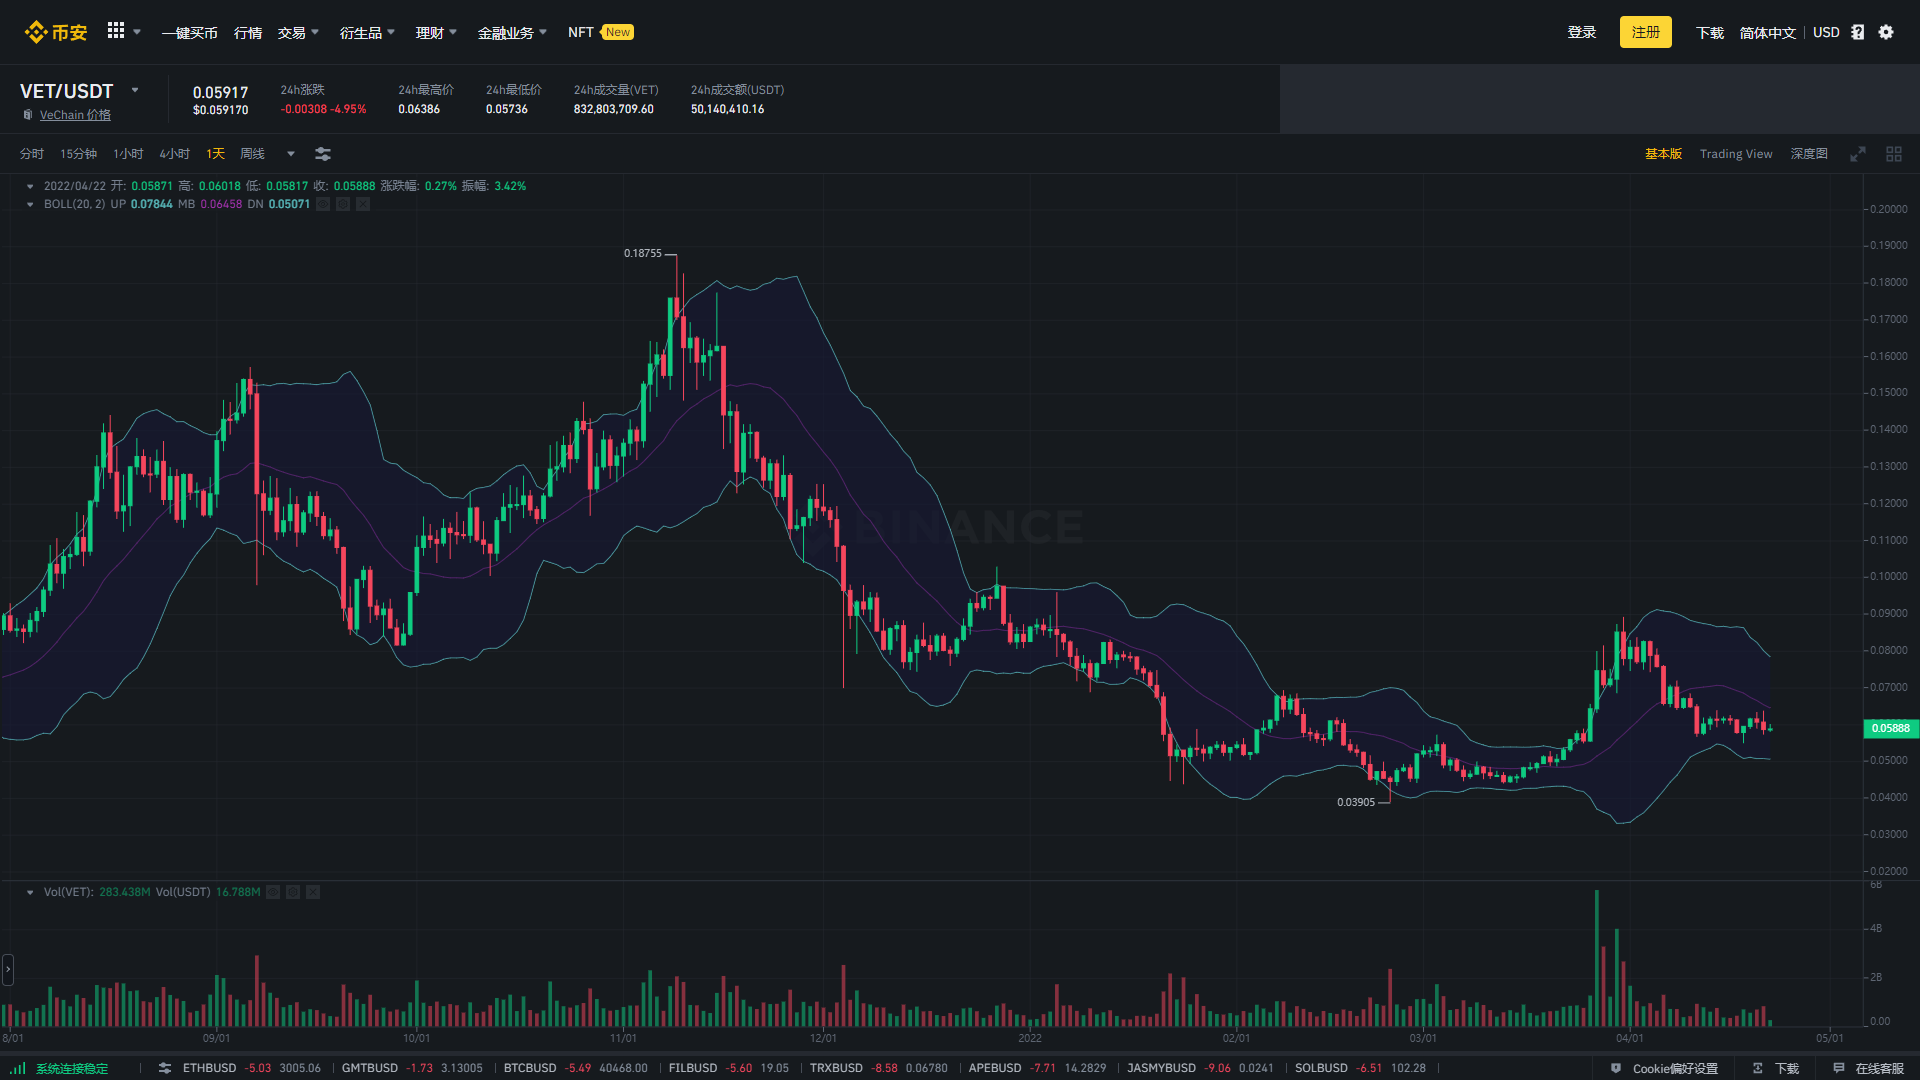 币安 一键买币 行情 交易 衍生品 理财 金融业务 NFT New 登录 注册 下载 简体中文 USD
VET/USDT 0.05917 24h涨跌 24h最高价 24h最低价 24h成交量(VET) 24h成交额(USDT)
VeChain 价格 $0.059170 -0.00308 -4.95% 0.06386 0.05736 832,803,709.60 50,140,410.16
分时 15分钟 1小时 4小时 1天 周线 基本版 Trading View 深度图
2022/04/22 开: 0.05871 高: 0.06018 低: 0.05817 收: 0.05888 涨跌幅: 0.27% 振幅: 3.42%
BOLL(20, 2) UP 0.07844 MB 0.06458 DN 0.05071
0.20000
0.19000
0.18755
0.18000
0.17000
0.16000
0.15000
0.14000
0.13000
0.12000
BINANCE
0.11000
0.10000
0.09000
0.08000
0.07000
0.05888
0.05000
0.03905
0.04000
0.03000
0.02000
Vol(VET): 283.438M Vol(USDT) 16.788M
6B
4B
2B
0.00
8/01 09/01 10/01 11/01 12/01 2022 02/01 03/01 04/01 05/01
系统连接稳定 ETHBUSD -5.03 3005.06 GMTBUSD -1.73 3.13005 BTCBUSD -5.49 40468.00 FILBUSD -5.60 19.05 TRXBUSD -8.58 0.06780 APEBUSD -7.71 14.2829 JASMYBUSD -9.06 0.0241 SOLBUSD -6.51 102.28 Cookie偏好设置 下载 在线客服